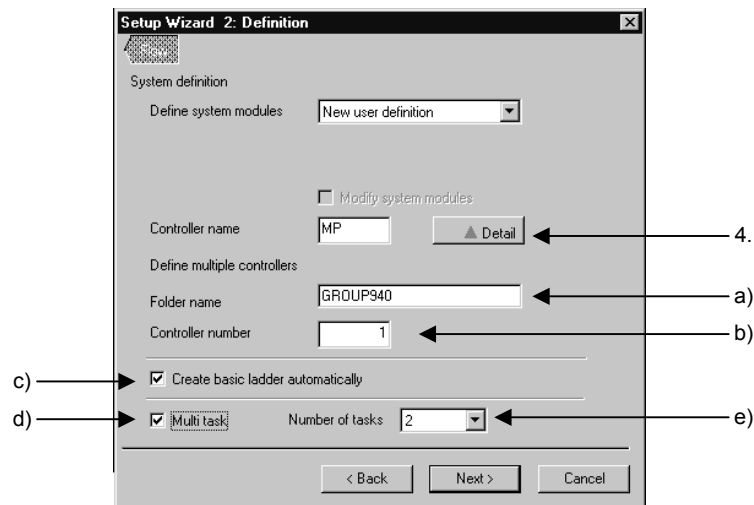 Setup Wizard 2: Definition
System definition
Define system modules New user definition
Modify system modules
Controller name MP Detail 4.
Define multiple controllers
Folder name GROUP940 a)
Controller number 1 b)
c) Create basic ladder automatically
d) Multi task Number of tasks 2 e)
< Back Next > Cancel